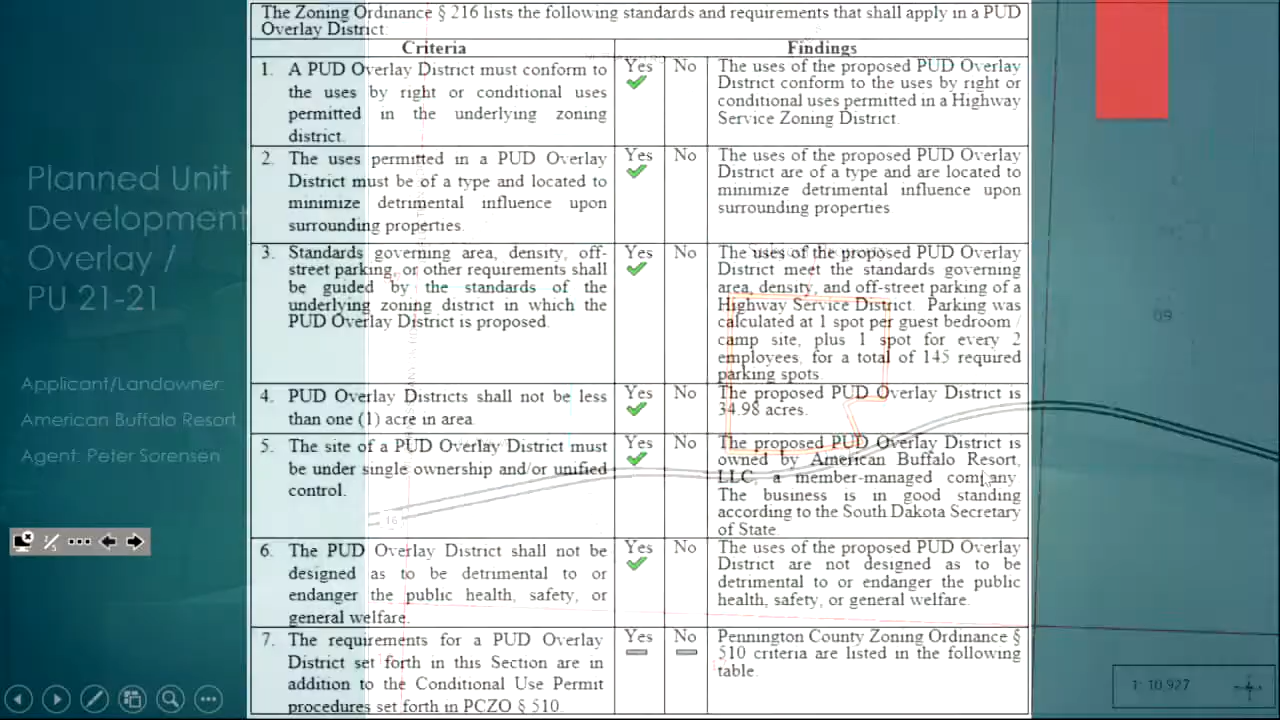 Planned Unit
Development
Overlay /
PU 21-21
Applicant/Landowner:
American Buffalo Resort
Agent: Peter Sorensen
The Zoning Ordinance § 216 lists the following standards and requirements that shall apply in a PUD
Overlay District:
Criteria
Findings
1. A PUD Overlay District must conform to
the uses by right or conditional uses
permitted in the underlying zoning
district.
Yes No
The uses of the proposed PUD Overlay
District conform to the uses by right or
conditional uses permitted in a Highway
Service Zoning District.
2. The uses permitted in a PUD Overlay
District must be of a type and located to
minimize detrimental influence upon
surrounding properties.
Yes No
The uses of the proposed PUD Overlay
District are of a type and are located to
minimize detrimental influence upon
surrounding properties
3. Standards governing area, density, off-
street parking, or other requirements shall
be guided by the standards of the
underlying zoning district in which the
PUD Overlay District is proposed.
Yes No
The uses of the proposed PUD Overlay
District meet the standards governing
area, density, and off-street parking of a
Highway Service District. Parking was
calculated at 1 spot per guest bedroom /
camp site, plus 1 spot for every 2
employees, for a total of 145 required
parking spots
4. PUD Overlay Districts shall not be less
than one (1) acre in area
Yes No
The proposed PUD Overlay District is
34.98 acres.
5. The site of a PUD Overlay District must
be under single ownership and/or unified
control.
Yes No
The proposed PUD Overlay District is
owned by American Buffalo Resort,
LLC, a member-managed company.
The business is in good standing
according to the South Dakota Secretary
of State.
6. The PUD Overlay District shall not be
designed as to be detrimental to or
endanger the public health, safety, or
general welfare.
Yes No
The uses of the proposed PUD Overlay
District are not designed as to be
detrimental to or endanger the public
health, safety, or general welfare.
7. The requirements for a PUD Overlay
District set forth in this Section are in
addition to the Conditional Use Permit
procedures set forth in PCZO § 510.
Yes No
Pennington County Zoning Ordinance §
510 criteria are listed in the following
table.
09
16
1: 10,927